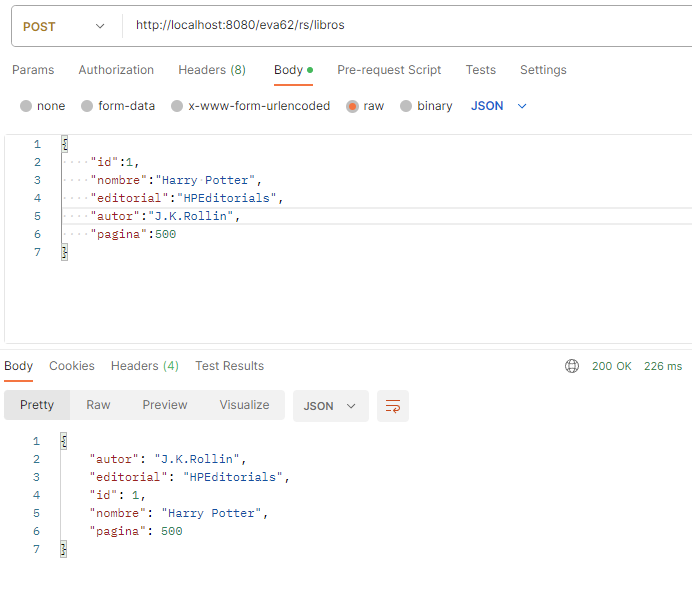 POST http://localhost:8080/eva62/rs/libros
Params Authorization Headers (8) Body Pre-request Script Tests Settings
none form-data x-www-form-urlencoded raw binary JSON
1 {
2 "id":1,
3 "nombre":"Harry Potter",
4 "editorial":"HPEditorials",
5 "autor":"J.K.Rollin",
6 "pagina":500
7 }
Body Cookies Headers (4) Test Results 200 OK 226 ms
Pretty Raw Preview Visualize JSON
1 {
2 "autor": "J.K.Rollin",
3 "editorial": "HPEditorials",
4 "id": 1,
5 "nombre": "Harry Potter",
6 "pagina": 500
7 }